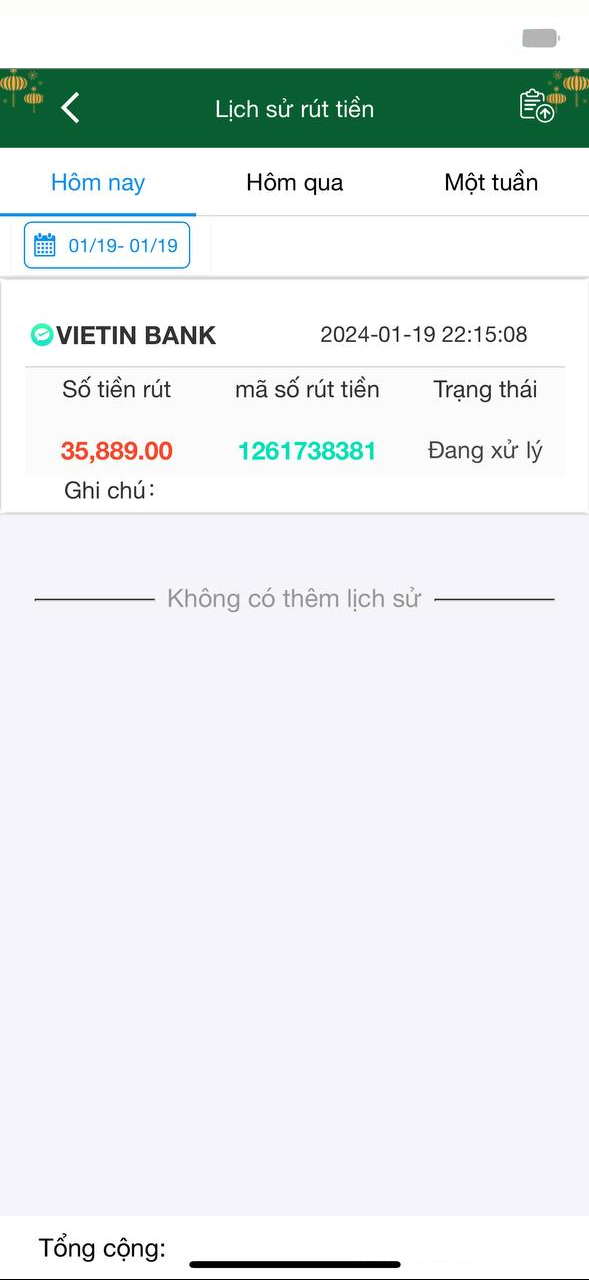 Lịch sử rút tiền
Hôm nay Hôm qua Một tuần
01/19- 01/19
VIETIN BANK 2024-01-19 22:15:08
Số tiền rút mã số rút tiền Trạng thái
35,889.00 1261738381 Đang xử lý
Ghi chú:
Không có thêm lịch sử
Tổng cộng: